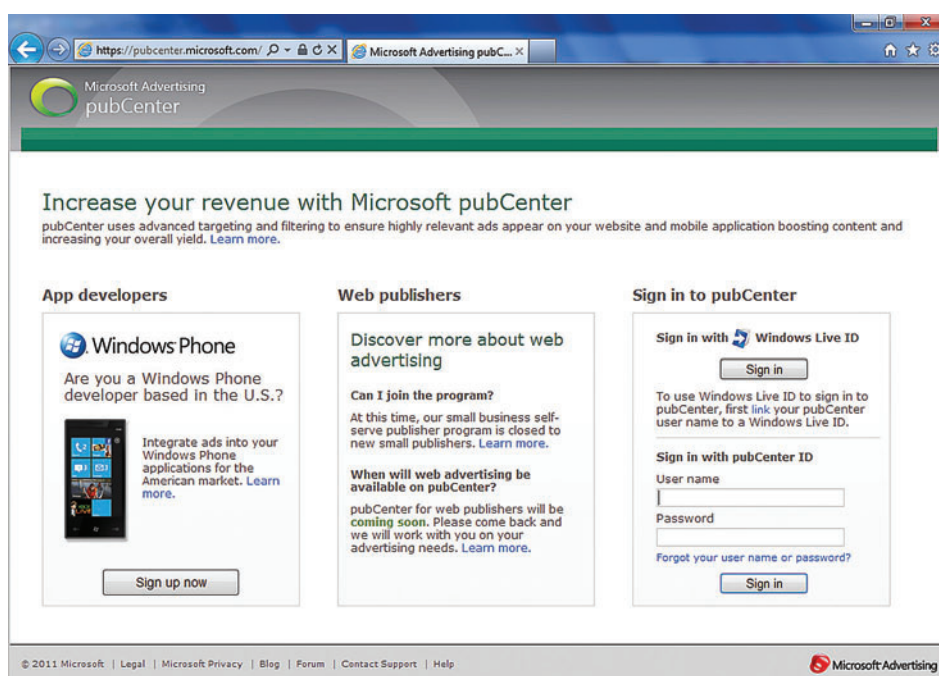 https://pubcenter.microsoft.com/
Microsoft Advertising pubC...
Microsoft Advertising
pubCenter
Increase your revenue with Microsoft pubCenter
pubCenter uses advanced targeting and filtering to ensure highly relevant ads appear on your website and mobile application boosting content and
increasing your overall yield. Learn more.
App developers
Windows Phone
Are you a Windows Phone
developer based in the U.S.?
Integrate ads into your
Windows Phone
applications for the
American market. Learn
more.
Sign up now
Web publishers
Discover more about web
advertising
Can I join the program?
At this time, our small business self-
serve publisher program is closed to
new small publishers. Learn more.
When will web advertising be
available on pubCenter?
pubCenter for web publishers will be
coming soon. Please come back and
we will work with you on your
advertising needs. Learn more.
Sign in to pubCenter
Sign in with Windows Live ID
Sign in
To use Windows Live ID to sign in to
pubCenter, first link your pubCenter
user name to a Windows Live ID.
Sign in with pubCenter ID
User name
Password
Forgot your user name or password?
Sign in
© 2011 Microsoft | Legal | Microsoft Privacy | Blog | Forum | Contact Support | Help
Microsoft Advertising